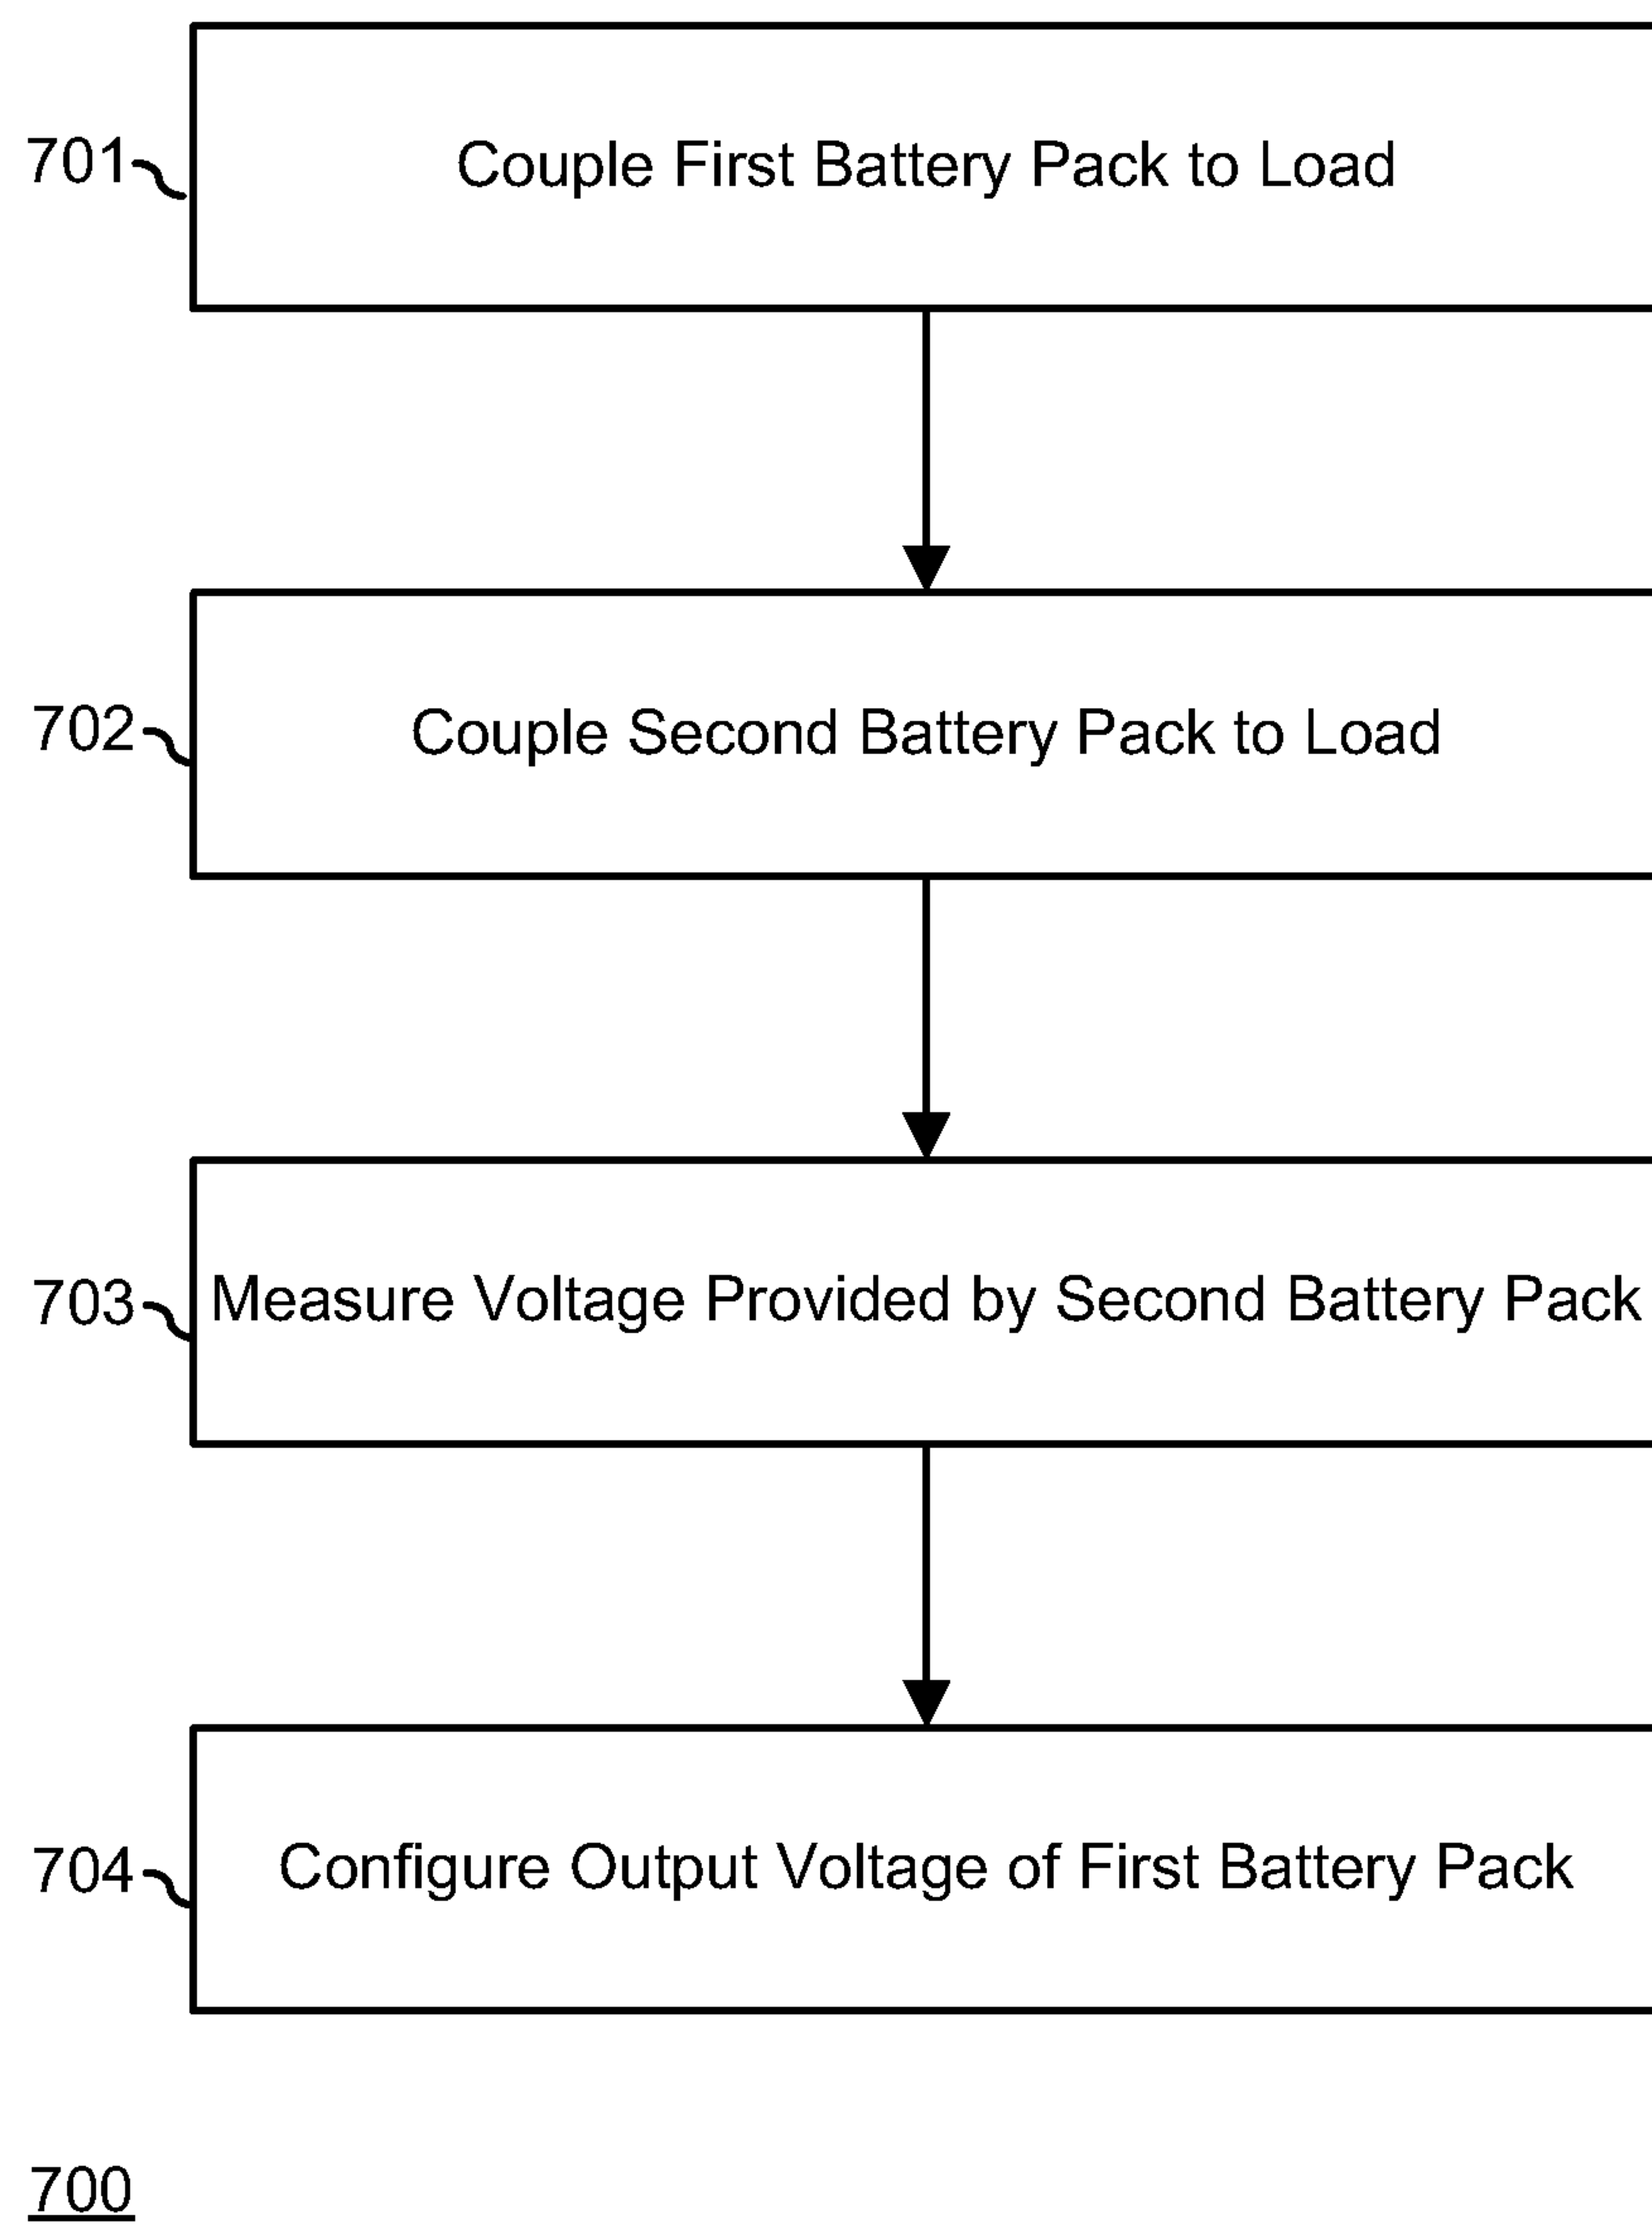 701
Couple First Battery Pack to Load
702
Couple Second Battery Pack to Load
703
Measure Voltage Provided by Second Battery Pack
704
Configure Output Voltage of First Battery Pack
700